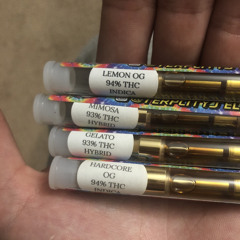 LEMON OG
94% THC
INDICA
MIMOSA
93% THC
HYBRID
GELATO
93% THC
HYBRID
HARDCORE
OG
94% THC
INDICA